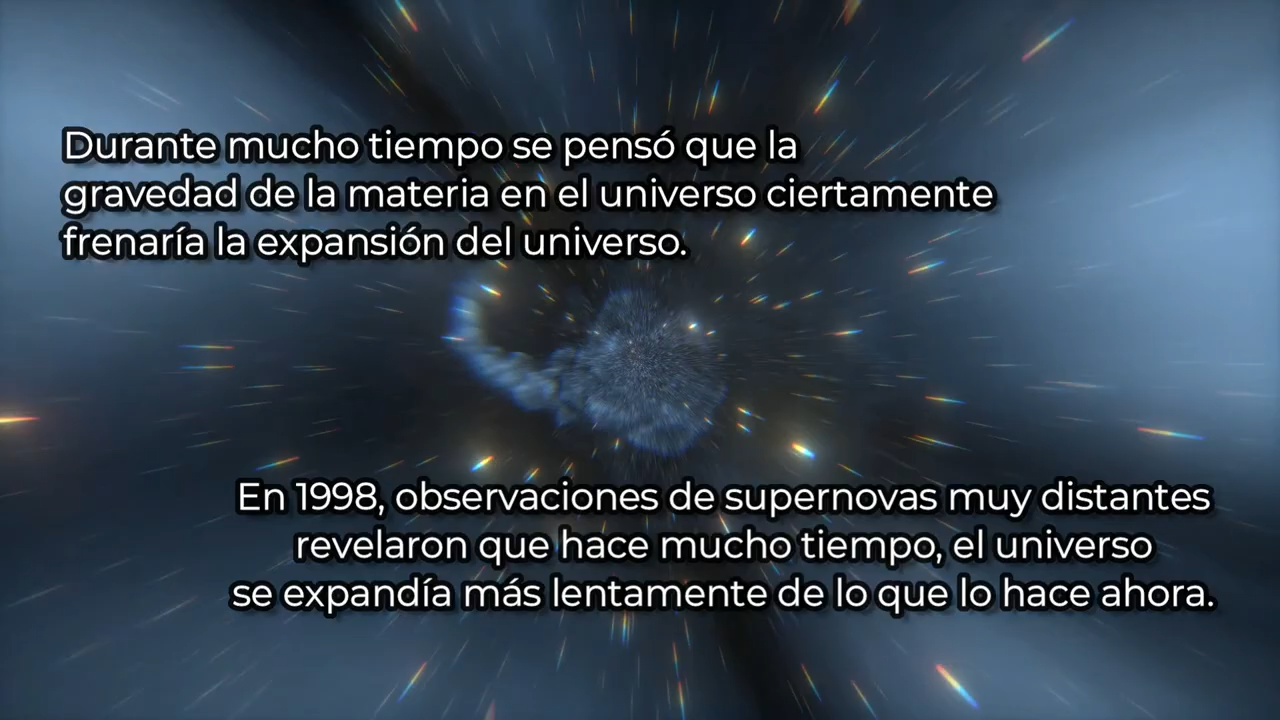 Durante mucho tiempo se pensó que la
gravedad de la materia en el universo ciertamente
frenaría la expansión del universo.
En 1998, observaciones de supernovas muy distantes
revelaron que hace mucho tiempo, el universo
se expandía más lentamente de lo que lo hace ahora.